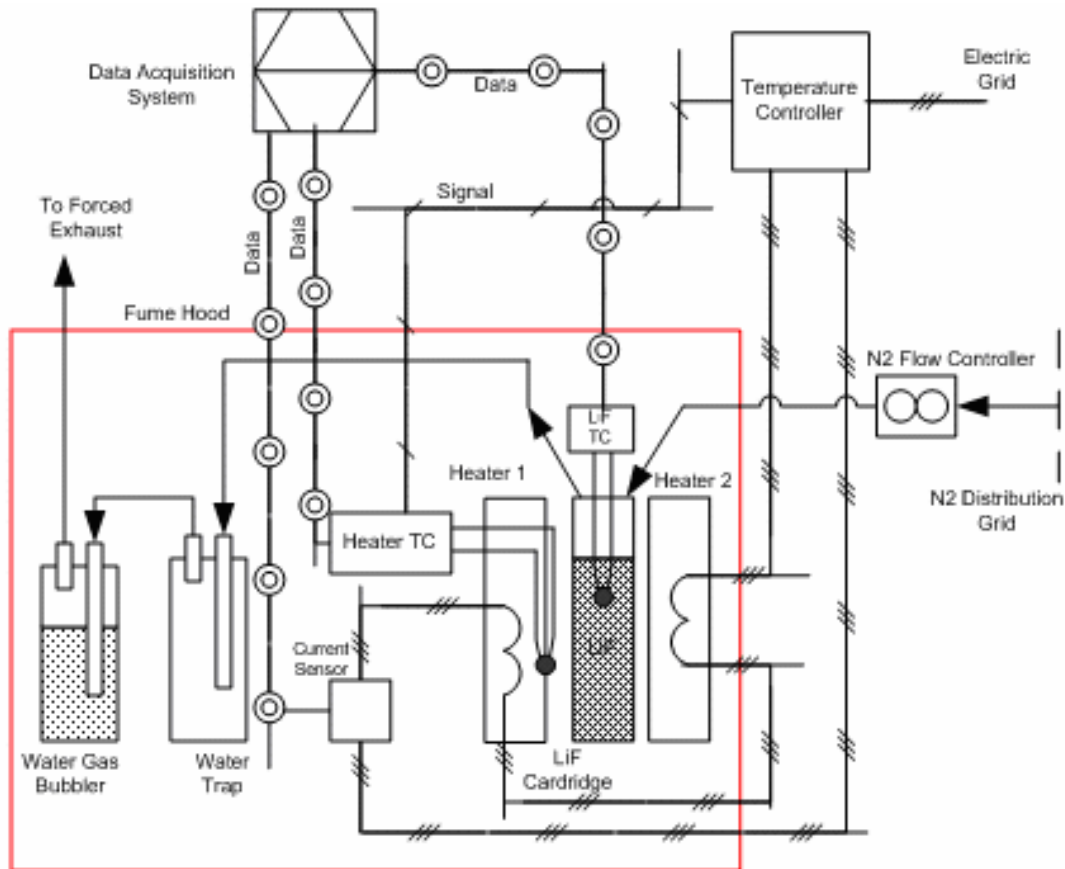 Data Acquisition
System
Data
Electric
Grid
Temperature
Controller
Signal
To Forced
Exhaust
Data
Data
Fume Hood
N2 Flow Controller
LiF
TC
Heater 1
Heater 2
N2 Distribution
Grid
Heater TC
LiF
Current
Sensor
Water Gas
Bubbler
Water
Trap
LiF
Cardridge